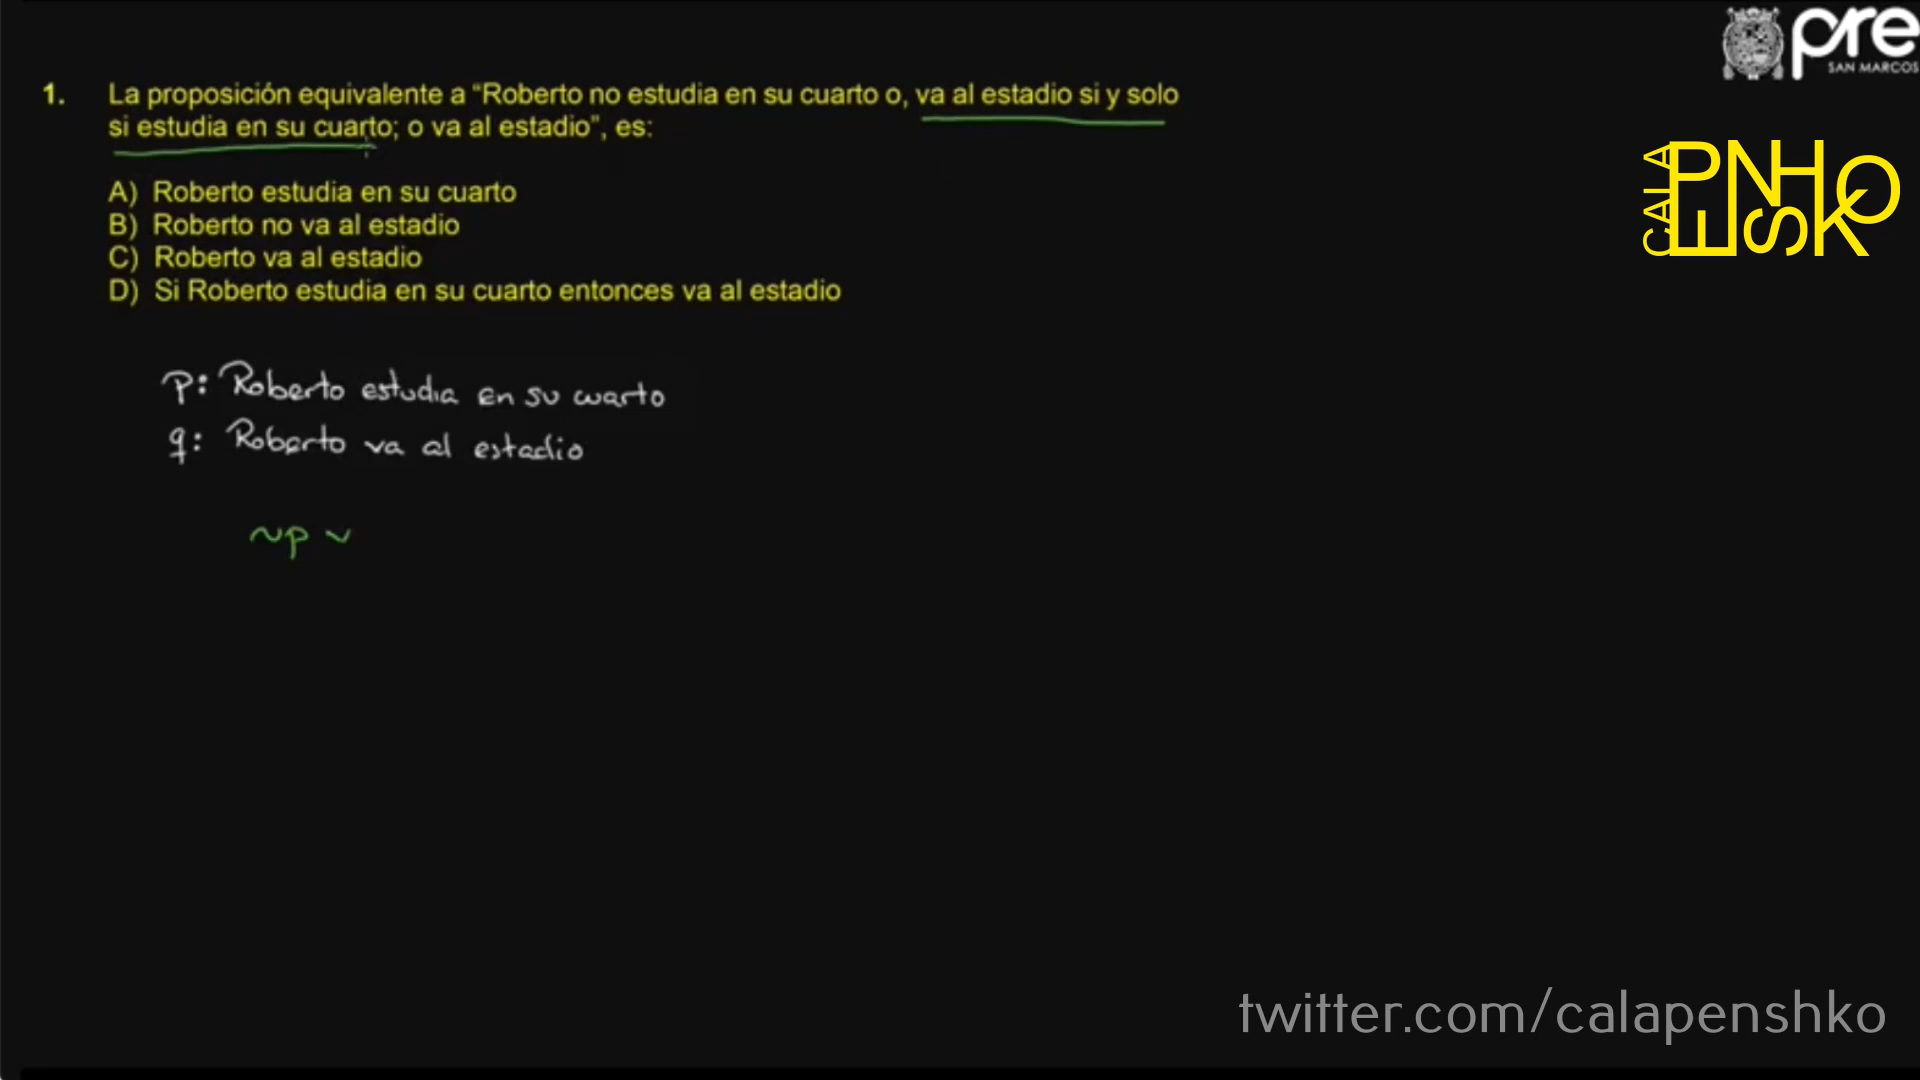 pre
SAN MARCOS
1. La proposición equivalente a “Roberto no estudia en su cuarto o, va al estadio si y solo
si estudia en su cuarto; o va al estadio”, es:
CALA
PENSHKO
A) Roberto estudia en su cuarto
B) Roberto no va al estadio
C) Roberto va al estadio
D) Si Roberto estudia en su cuarto entonces va al estadio
p: Roberto estudia en su cuarto
q: Roberto va al estadio
~p ∨
twitter.com/calapenshko